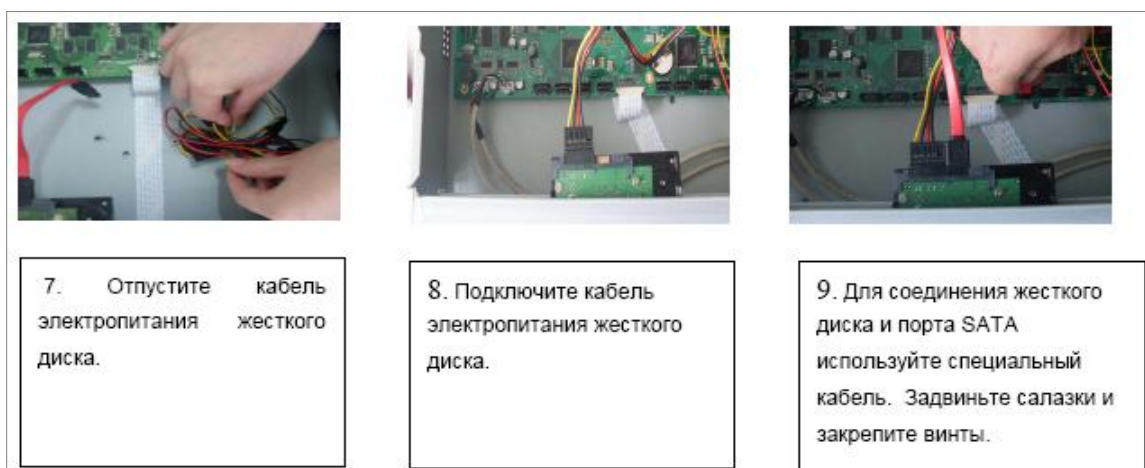 7. Отпустите кабель
электропитания жесткого
диска.
8. Подключите кабель
электропитания жесткого
диска.
9. Для соединения жесткого
диска и порта SATA
используйте специальный
кабель. Задвиньте салазки и
закрепите винты.